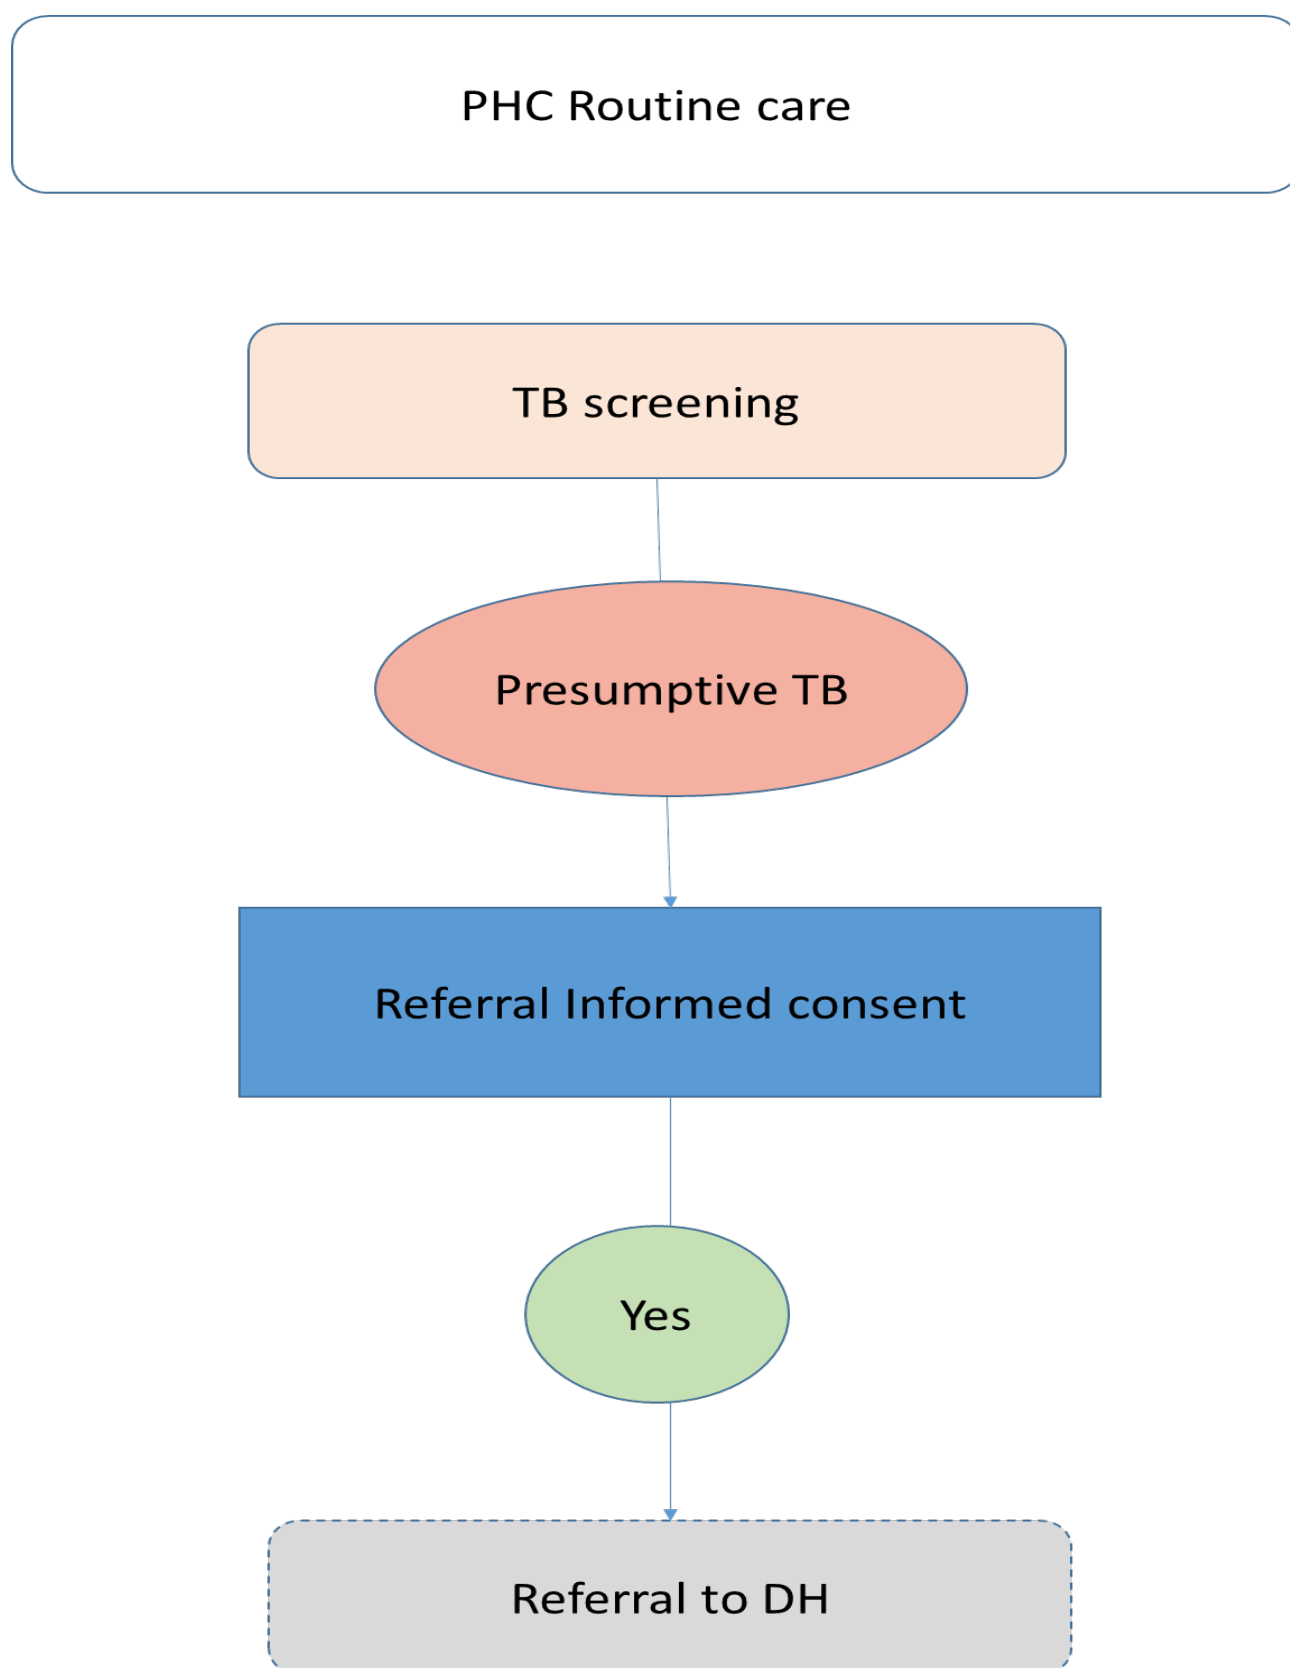 PHC Routine care
TB screening
Presumptive TB
Referral Informed consent
Yes
Referral to DH